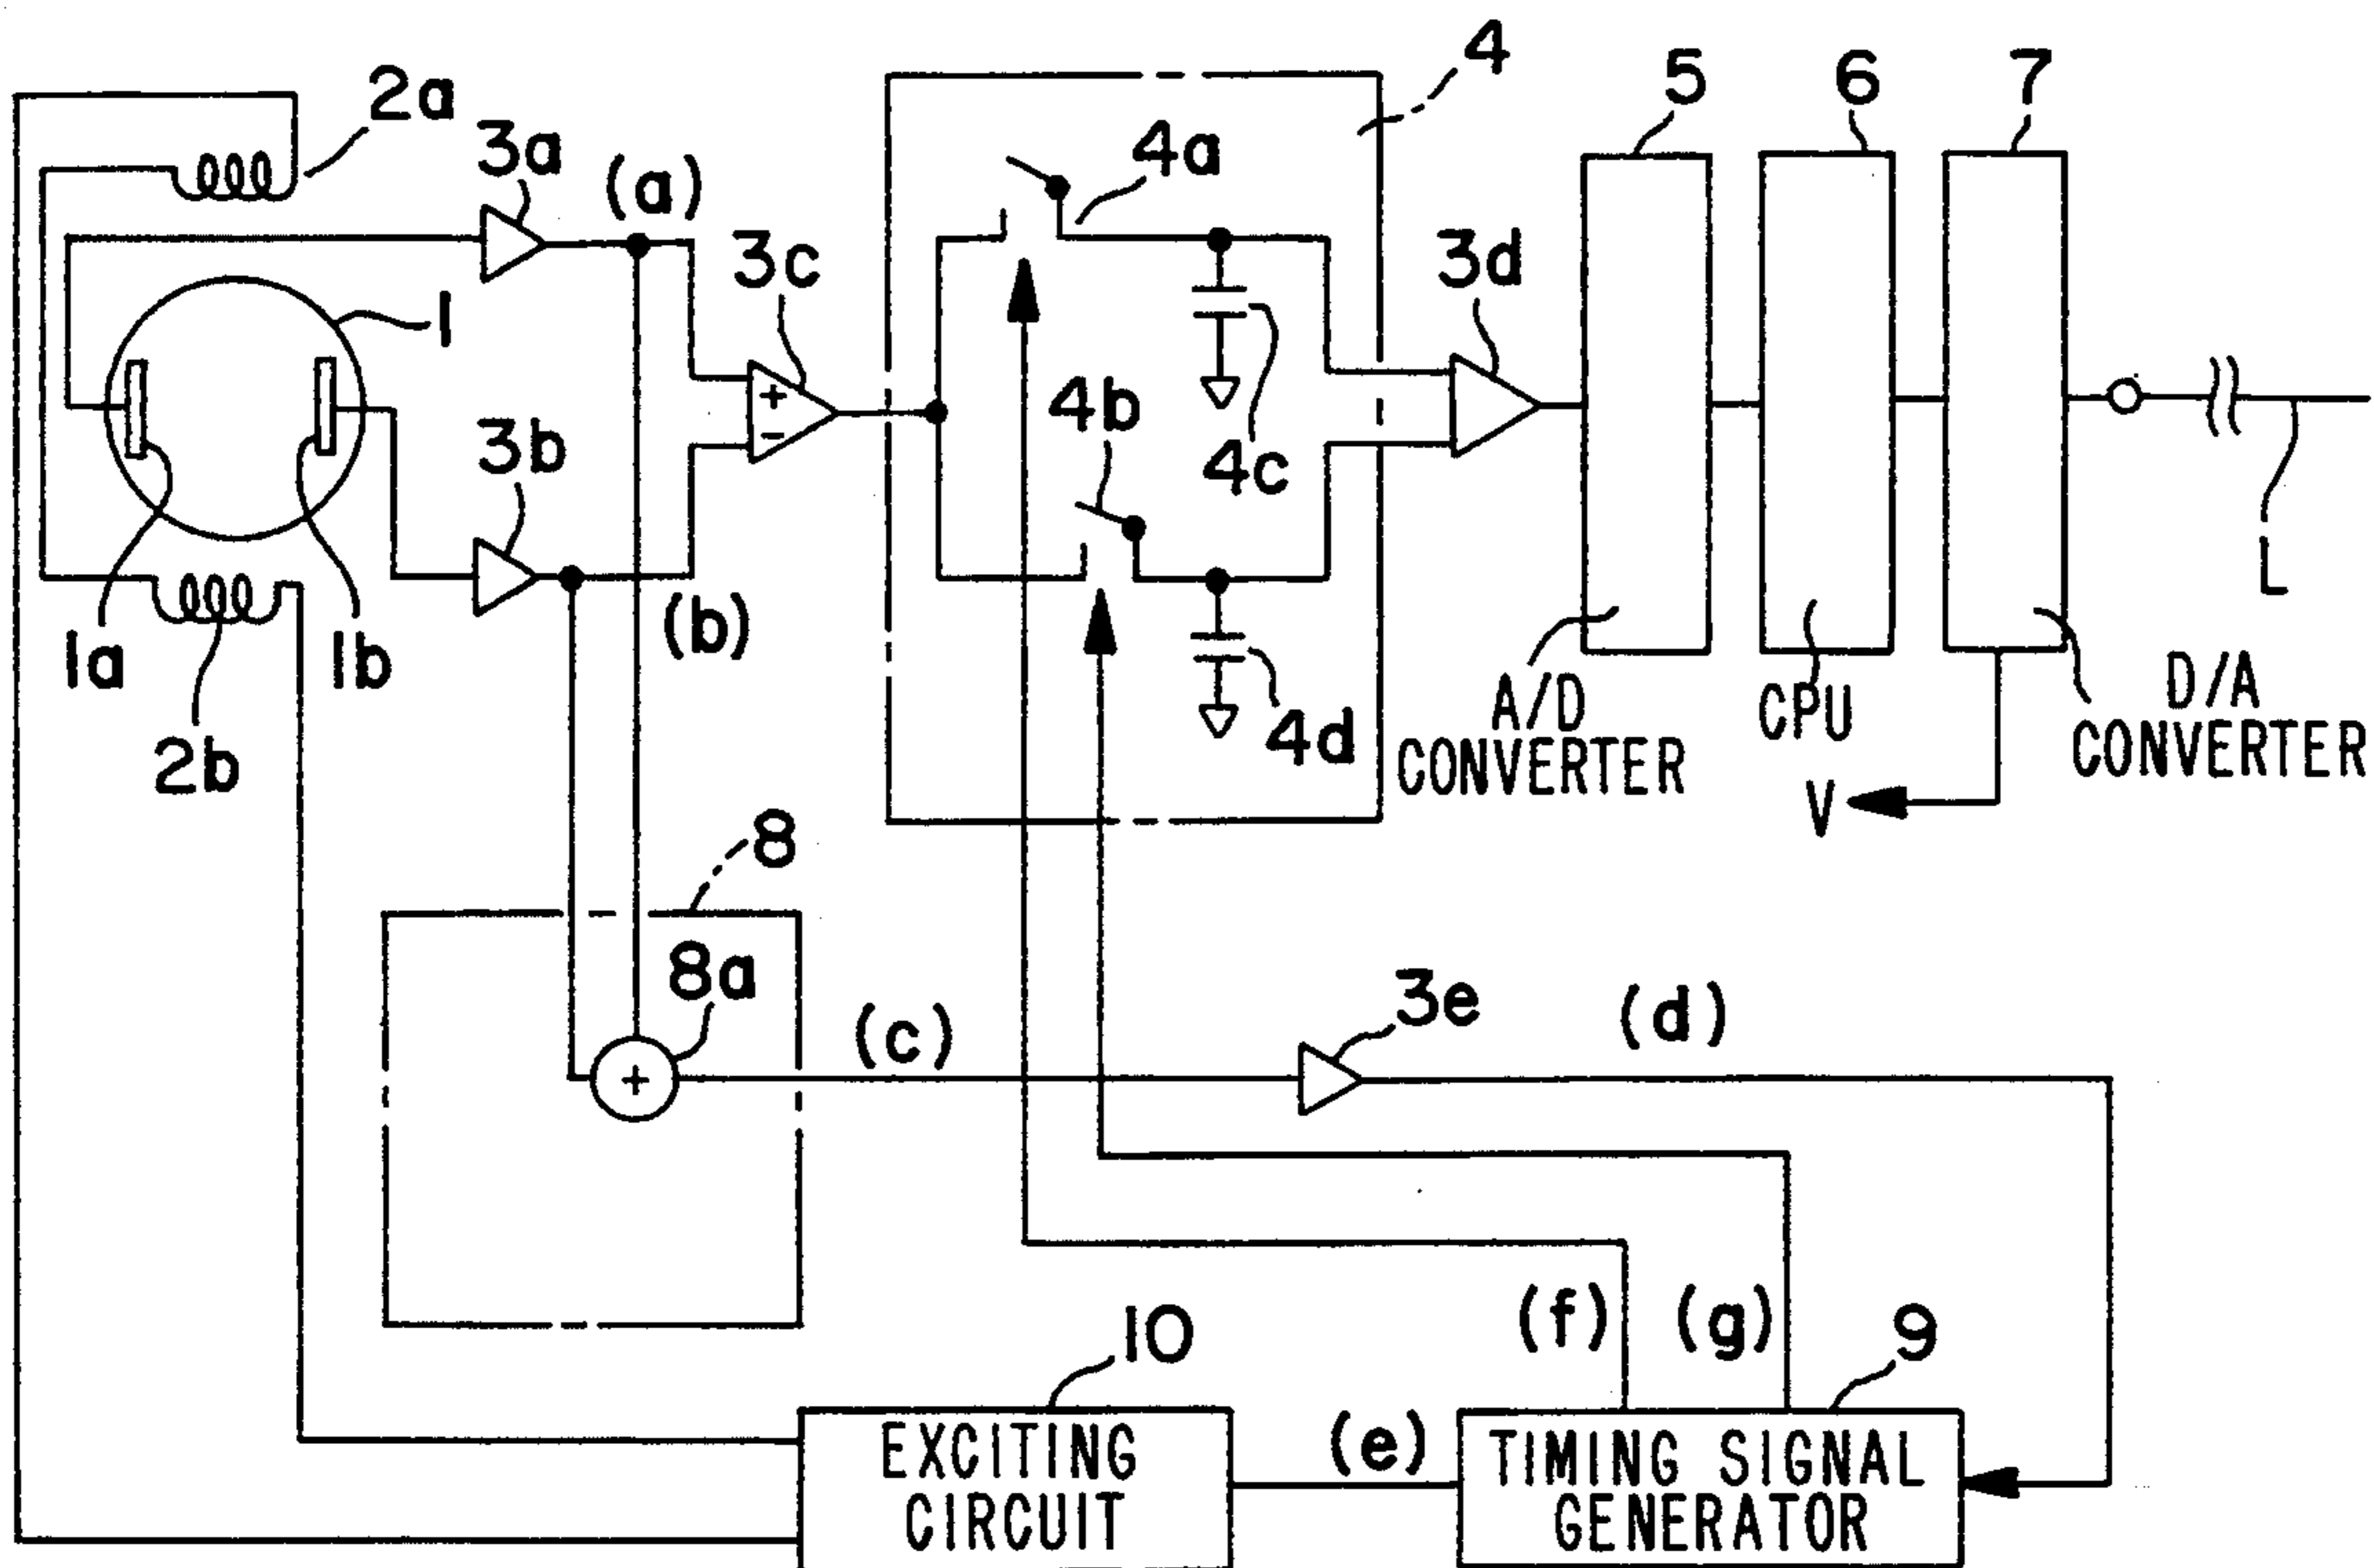 4
5
6
7
2a
3a
(a)
4a
3c
3d
1
+
-
4b
3b
4c
(b)
L
1a
1b
2b
4d
A/D
CONVERTER
CPU
D/A
CONVERTER
V
8
8a
3e
(c)
(d)
+
10
(f)
(g)
9
EXCITING
CIRCUIT
(e)
TIMING SIGNAL
GENERATOR